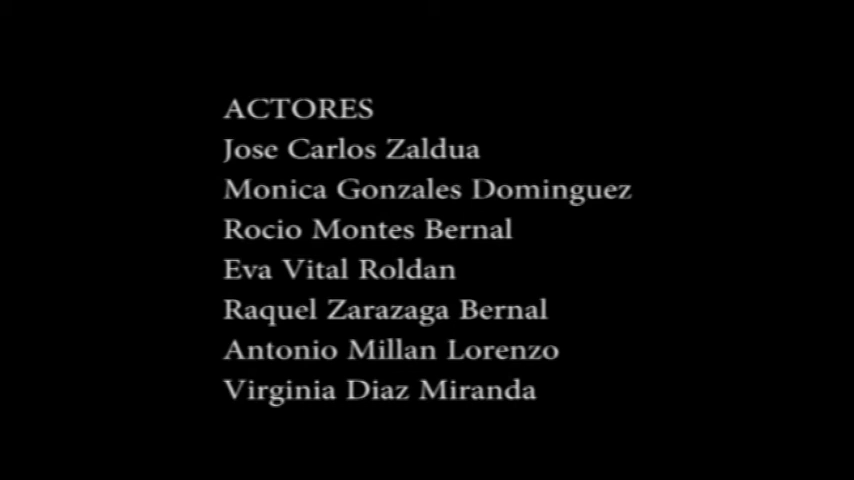 ACTORES
Jose Carlos Zaldua
Monica Gonzales Dominguez
Rocio Montes Bernal
Eva Vital Roldan
Raquel Zarazaga Bernal
Antonio Millan Lorenzo
Virginia Diaz Miranda